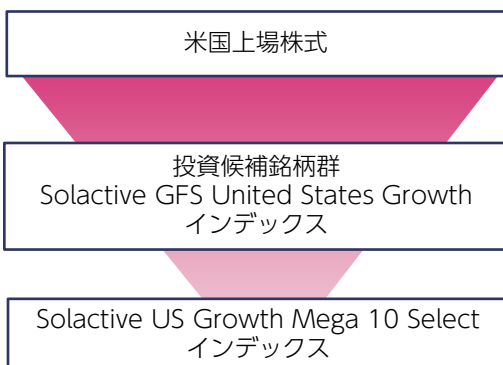 米国上場株式
投資候補銘柄群
Solactive GFS United States Growth
インデックス
Solactive US Growth Mega 10 Select
インデックス